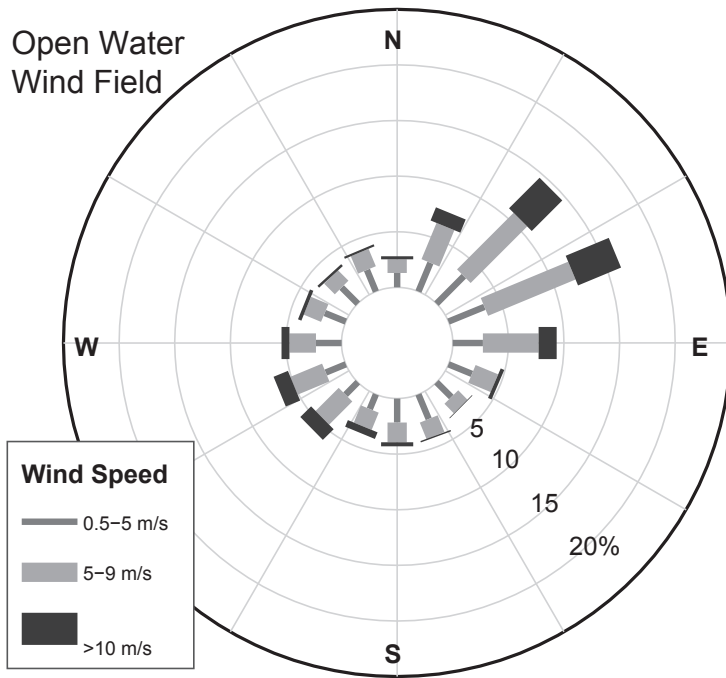 Open Water
Wind Field
N
W
E
5
10
15
20%
S
Wind Speed
0.5−5 m/s
5−9 m/s
>10 m/s